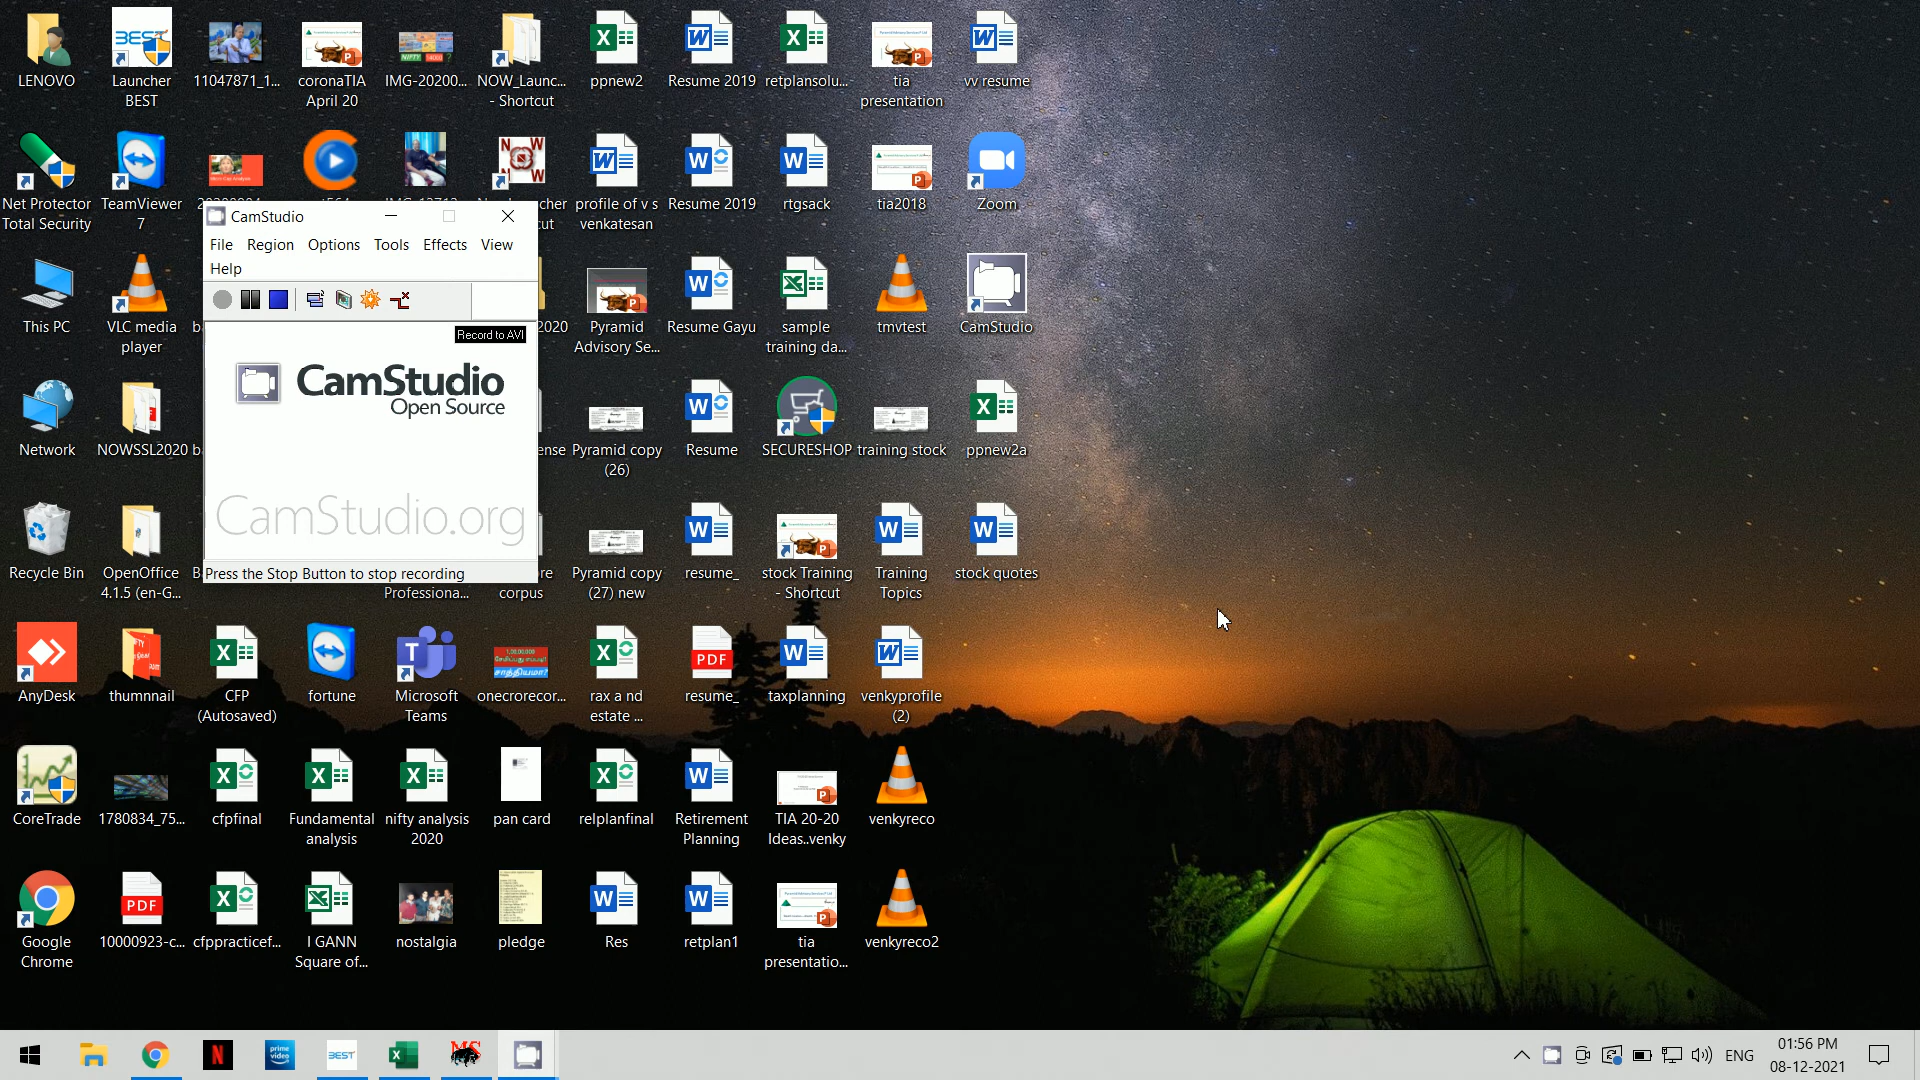 LENOVO
Launcher
BEST
11047871_1...
coronaTIA
April 20
IMG-20200...
NOW_Launc...
- Shortcut
ppnew2
Resume 2019
retplansolu...
tia
presentation
vv resume
Net Protector
Total Security
TeamViewer
7
profile of v s
venkatesan
Resume 2019
rtgsack
tia2018
Zoom
CamStudio
File Region Options Tools Effects View
Help
Record to AVI
CamStudio
Open Source
CamStudio.org
Press the Stop Button to stop recording
This PC
VLC media
player
Pyramid
Advisory Se...
Resume Gayu
sample
training da...
tmvtest
CamStudio
Network
NOWSSL2020
Pyramid copy
(26)
Resume
SECURESHOP
training stock
ppnew2a
Recycle Bin
OpenOffice
4.1.5 (en-G...
Professiona...
corpus
Pyramid copy
(27) new
resume_
stock Training
- Shortcut
Training
Topics
stock quotes
AnyDesk
thumnnail
CFP
(Autosaved)
fortune
Microsoft
Teams
onecrorecor...
rax a nd
estate ...
resume_
taxplanning
venkyprofile
(2)
CoreTrade
1780834_75...
cfpfinal
Fundamental
analysis
nifty analysis
2020
pan card
relplanfinal
Retirement
Planning
TIA 20-20
Ideas..venky
venkyreco
Google
Chrome
10000923-c...
cfppracticef...
I GANN
Square of...
nostalgia
pledge
Res
retplan1
tia
presentatio...
venkyreco2
prime
video
BEST
MS
ENG
01:56 PM
08-12-2021